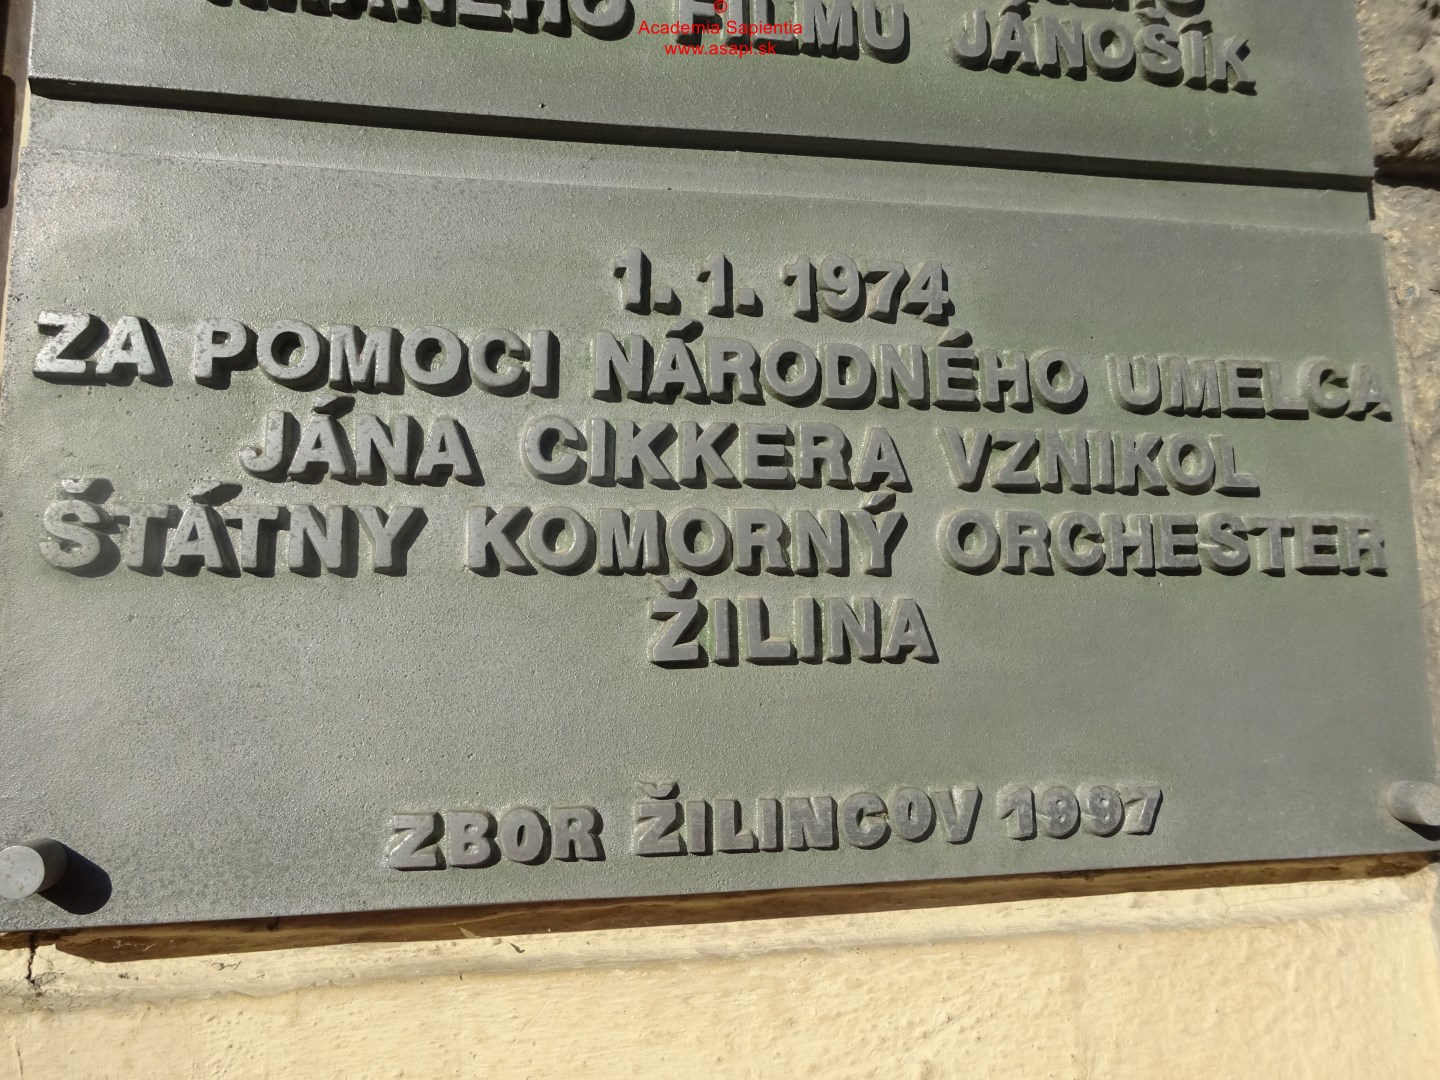 FILMU JÁNOŠÍK
© Academia Sapientia
www.asapi.sk
1. 1. 1974
ZA POMOCI NÁRODNÉHO UMELCA
JÁNA CIKKERA VZNIKOL
ŠTÁTNY KOMORNÝ ORCHESTER
ŽILINA
ZBOR ŽILINCOV 1997